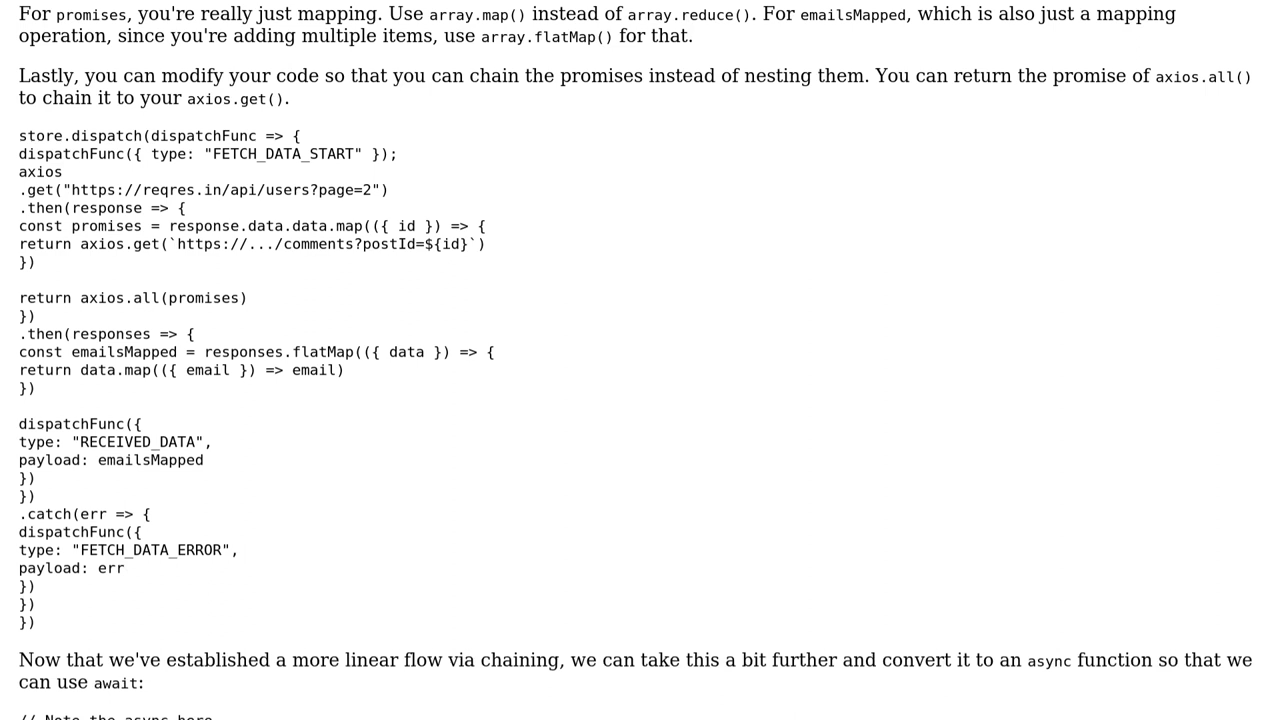 For promises, you're really just mapping. Use array.map() instead of array.reduce(). For emailsMapped, which is also just a mapping
operation, since you're adding multiple items, use array.flatMap() for that.
Lastly, you can modify your code so that you can chain the promises instead of nesting them. You can return the promise of axios.all()
to chain it to your axios.get().
store.dispatch(dispatchFunc => {
dispatchFunc({ type: "FETCH_DATA_START" });
axios
.get("https://reqres.in/api/users?page=2")
.then(response => {
const promises = response.data.data.map(({ id }) => {
return axios.get(`https://.../comments?postId=${id}`)
})
return axios.all(promises)
})
.then(responses => {
const emailsMapped = responses.flatMap(({ data }) => {
return data.map(({ email }) => email)
})
dispatchFunc({
type: "RECEIVED_DATA",
payload: emailsMapped
})
})
.catch(err => {
dispatchFunc({
type: "FETCH_DATA_ERROR",
payload: err
})
})
})
Now that we've established a more linear flow via chaining, we can take this a bit further and convert it to an async function so that we
can use await:
// Note the async here